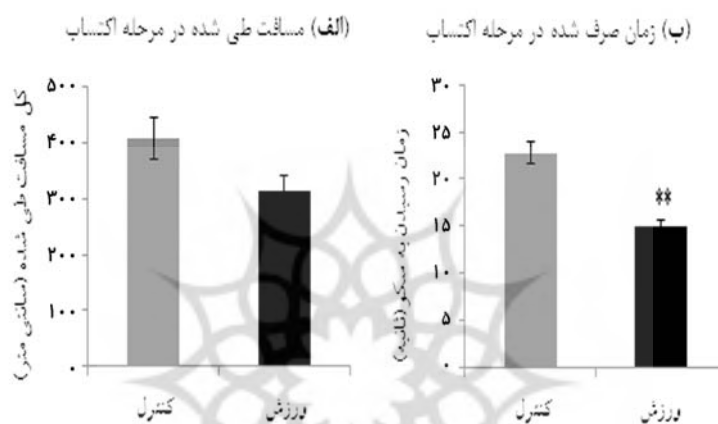 (الف) مسافت طی شده در مرحله اکتساب
کل مسافت طی شده (سانتی متر)
۵۰۰
۴۰۰
۳۰۰
۲۰۰
۱۰۰
۰
کنترل
ورزش
(ب) زمان صرف شده در مرحله اکتساب
زمان رسیدن به سکو (ثانیه)
۳۰
۲۵
۲۰
۱۵
۱۰
۵
۰
**
کنترل
ورزش